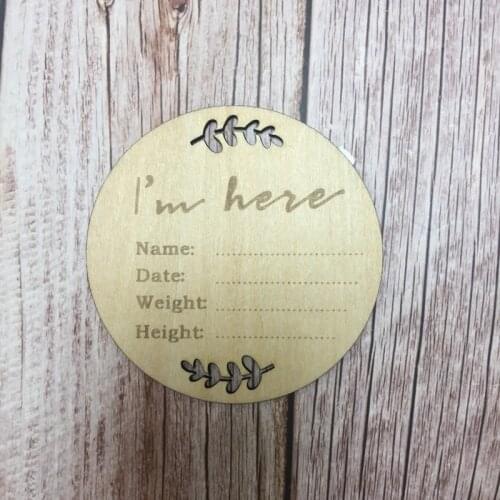 I'm here
Name: ........................
Date: ........................
Weight: ........................
Height: ........................